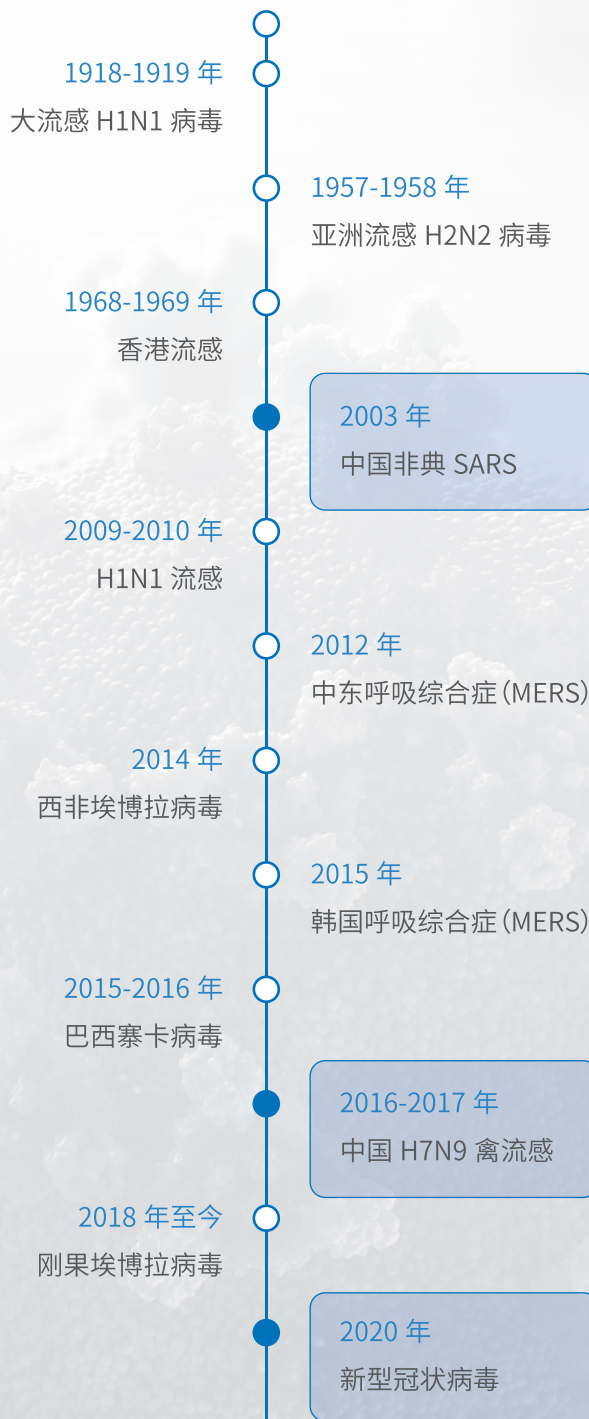 1918-1919 年
大流感 H1N1 病毒
1957-1958 年
亚洲流感 H2N2 病毒
1968-1969 年
香港流感
2003 年
中国非典 SARS
2009-2010 年
H1N1 流感
2012 年
中东呼吸综合症（MERS）
2014 年
西非埃博拉病毒
2015 年
韩国呼吸综合症（MERS）
2015-2016 年
巴西寨卡病毒
2016-2017 年
中国 H7N9 禽流感
2018 年至今
刚果埃博拉病毒
2020 年
新型冠状病毒